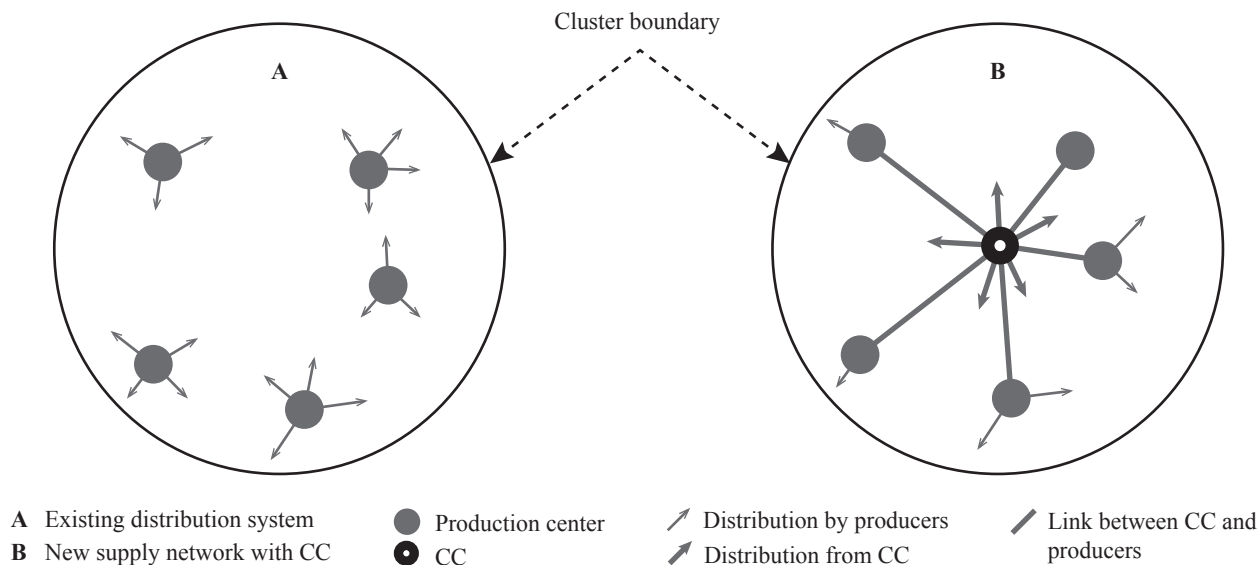 Cluster boundary
A
B
A Existing distribution system
B New supply network with CC
Production center
CC
Distribution by producers
Distribution from CC
Link between CC and
producers